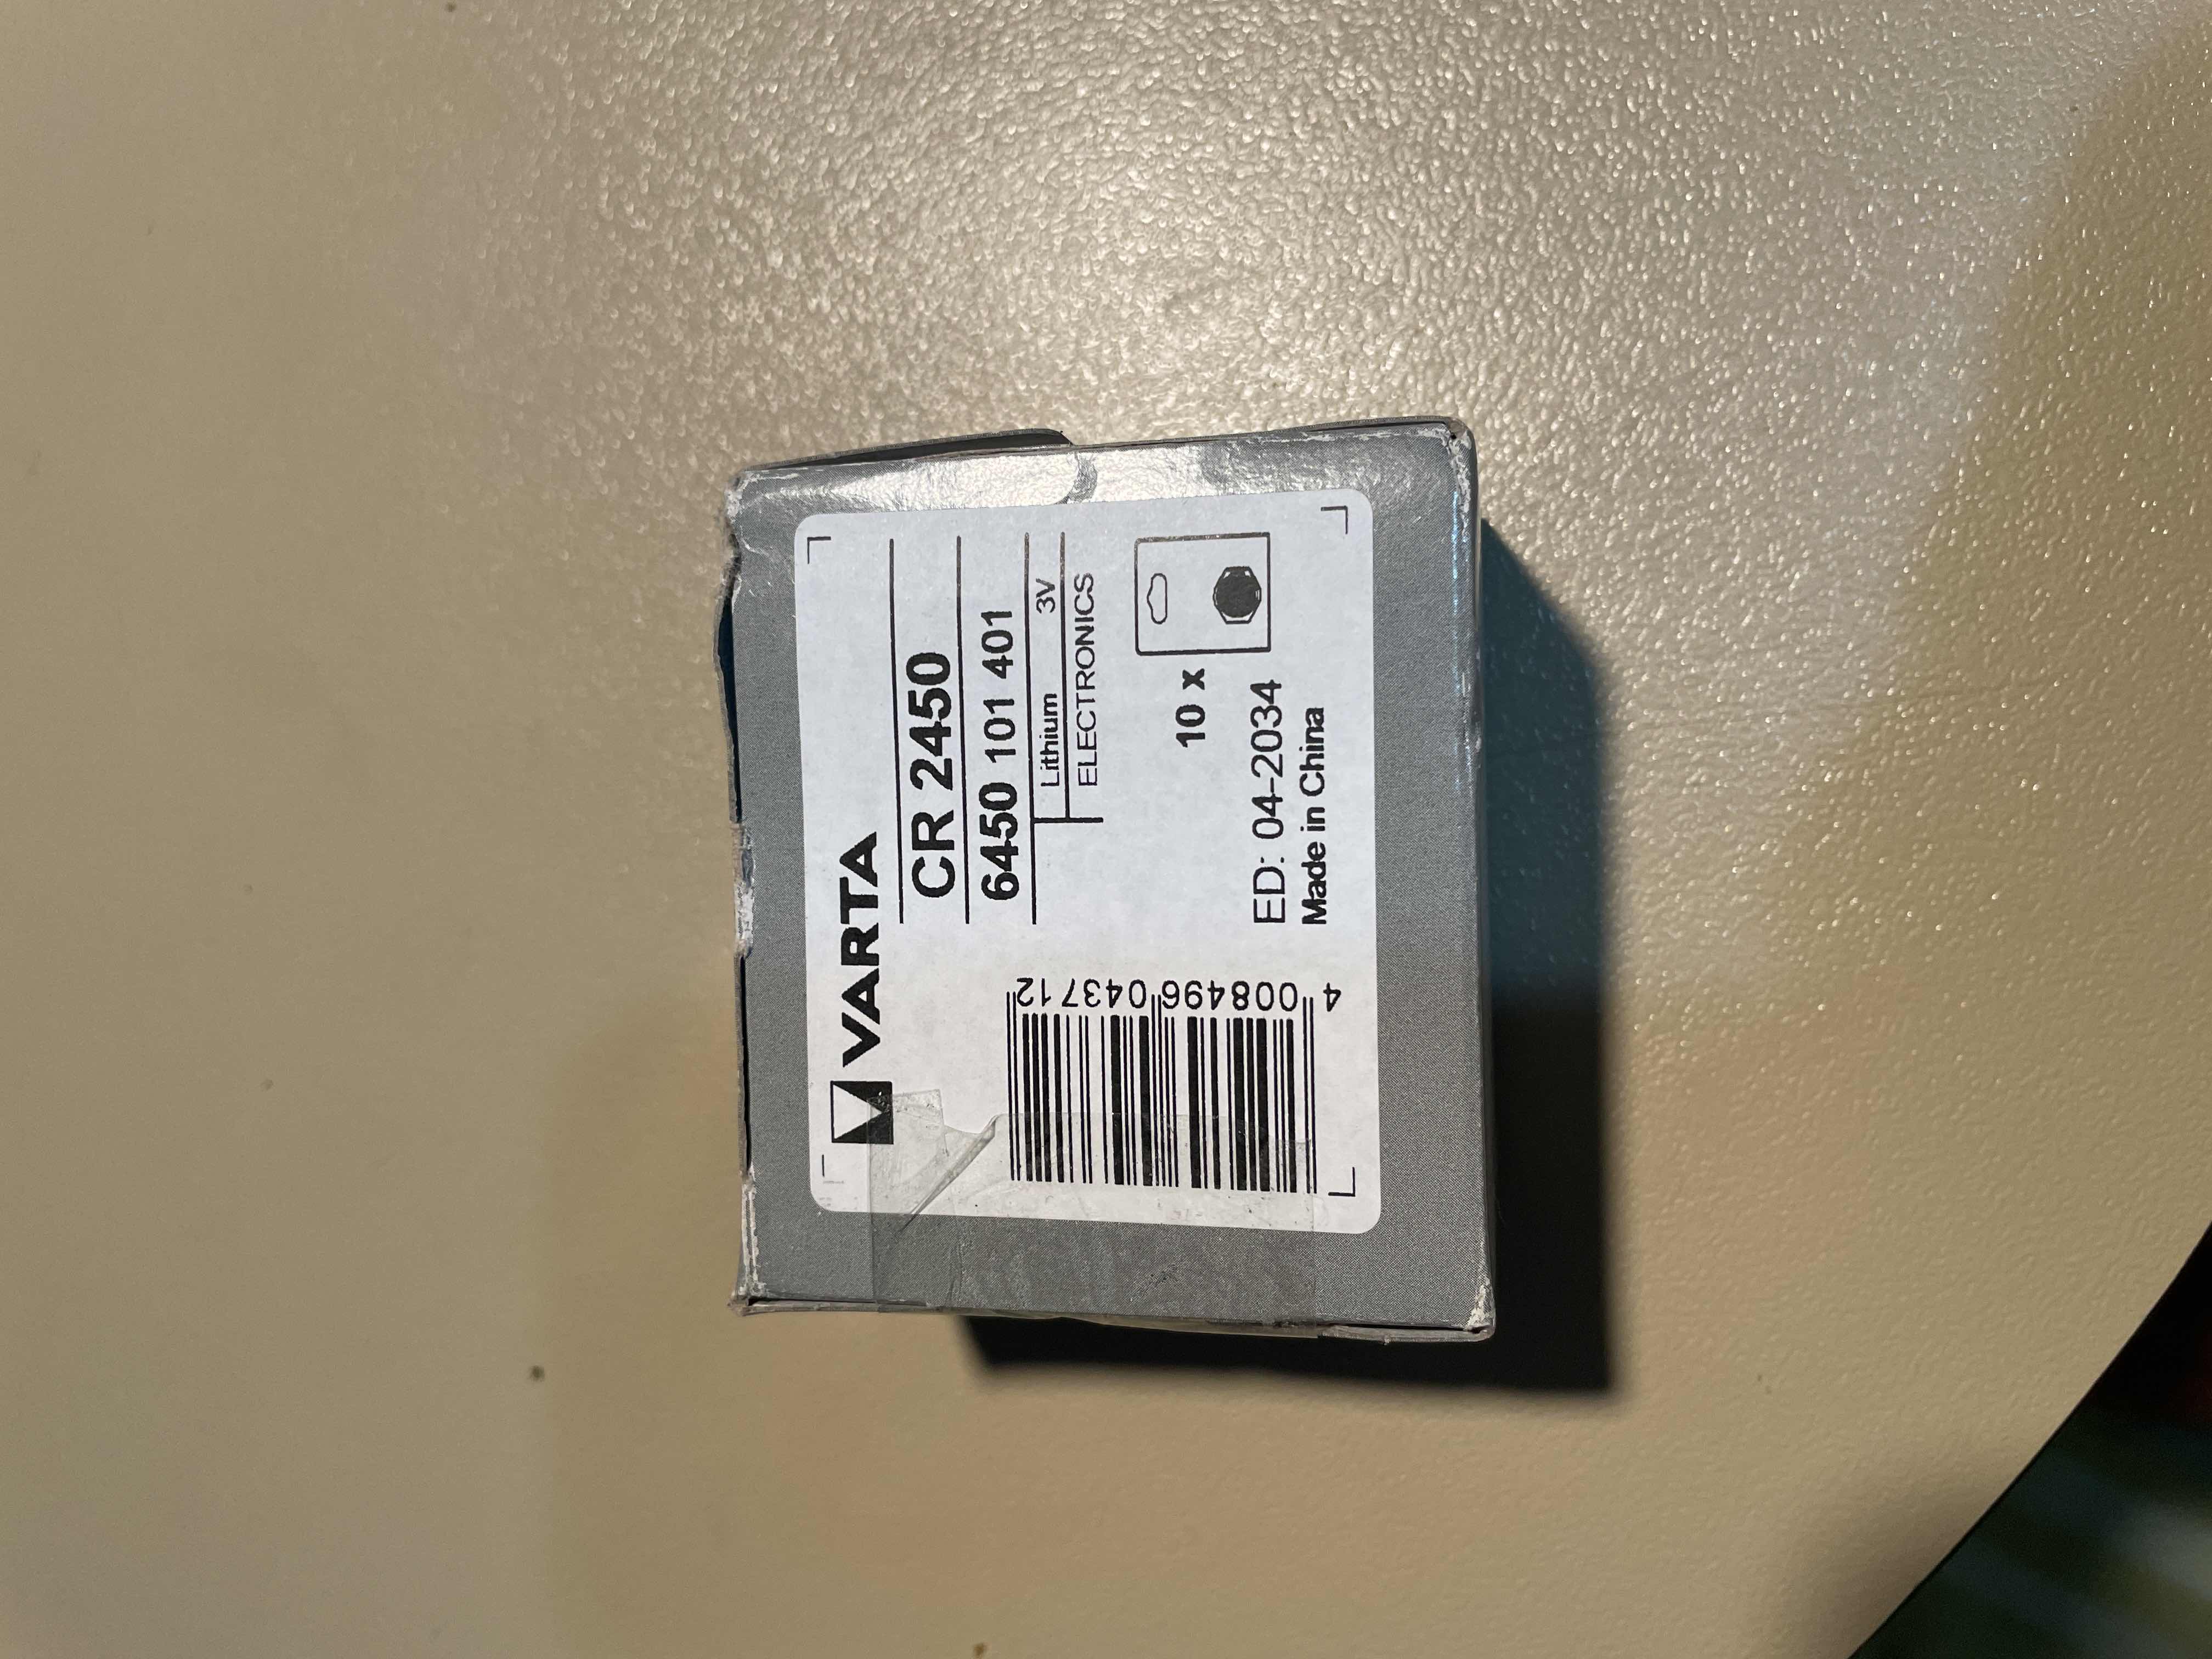 VARTA
CR 2450
6450 101 401
Lithium 3V
ELECTRONICS
10 x
4 008496 043712
ED: 04-2034
Made in China